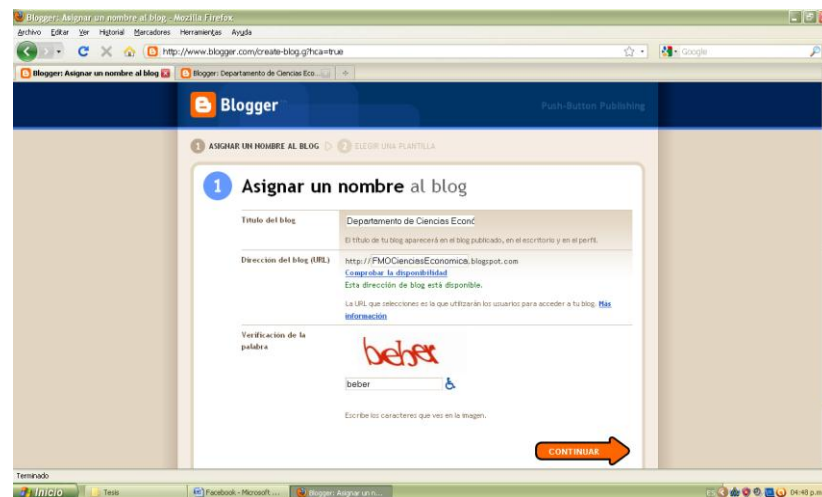 Blogger: Asignar un nombre al blog - Mozilla Firefox
Archivo Editar Ver Historial Marcadores Herramientas Ayuda
http://www.blogger.com/create-blog.g?hca=true
Google
Blogger: Asignar un nombre al blog
Blogger: Departamento de Ciencias Eco...
Blogger
Push-Button Publishing
1 ASIGNAR UN NOMBRE AL BLOG
2 ELEGIR UNA PLANTILLA
1 Asignar un nombre al blog
Título del blog
Departamento de Ciencias Econó
El título de tu blog aparecerá en el blog publicado, en el escritorio y en el perfil.
Dirección del blog (URL)
http://FMOCienciasEconomica.blogspot.com
Comprobar la disponibilidad
Esta dirección de blog está disponible.
La URL que selecciones es la que utilizarán los usuarios para acceder a tu blog. Más
información
Verificación de la
palabra
beber
beber
Escribe los caracteres que ves en la imagen.
CONTINUAR
Terminado
Inicio
Tesis
Facebook - Microsoft ...
Blogger: Asignar un n...
ES
04:48 p.m.